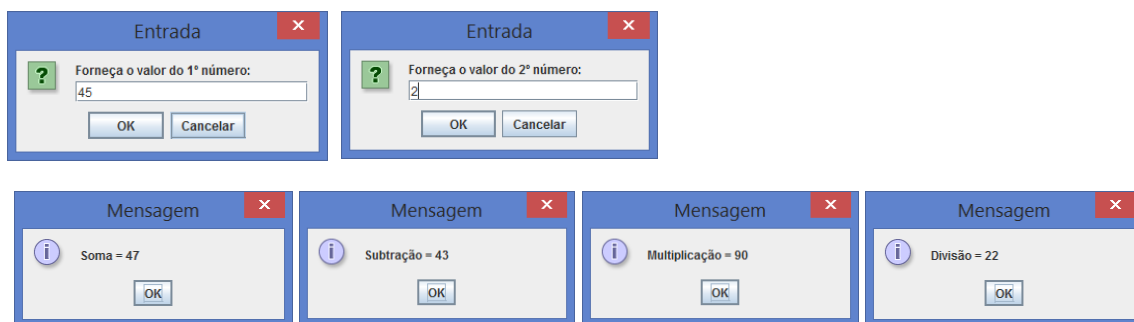 Entrada
Forneça o valor do 1º número:
45
OK Cancelar
Entrada
Forneça o valor do 2º número:
2
OK Cancelar
Mensagem
Soma = 47
OK
Mensagem
Subtração = 43
OK
Mensagem
Multiplicação = 90
OK
Mensagem
Divisão = 22
OK